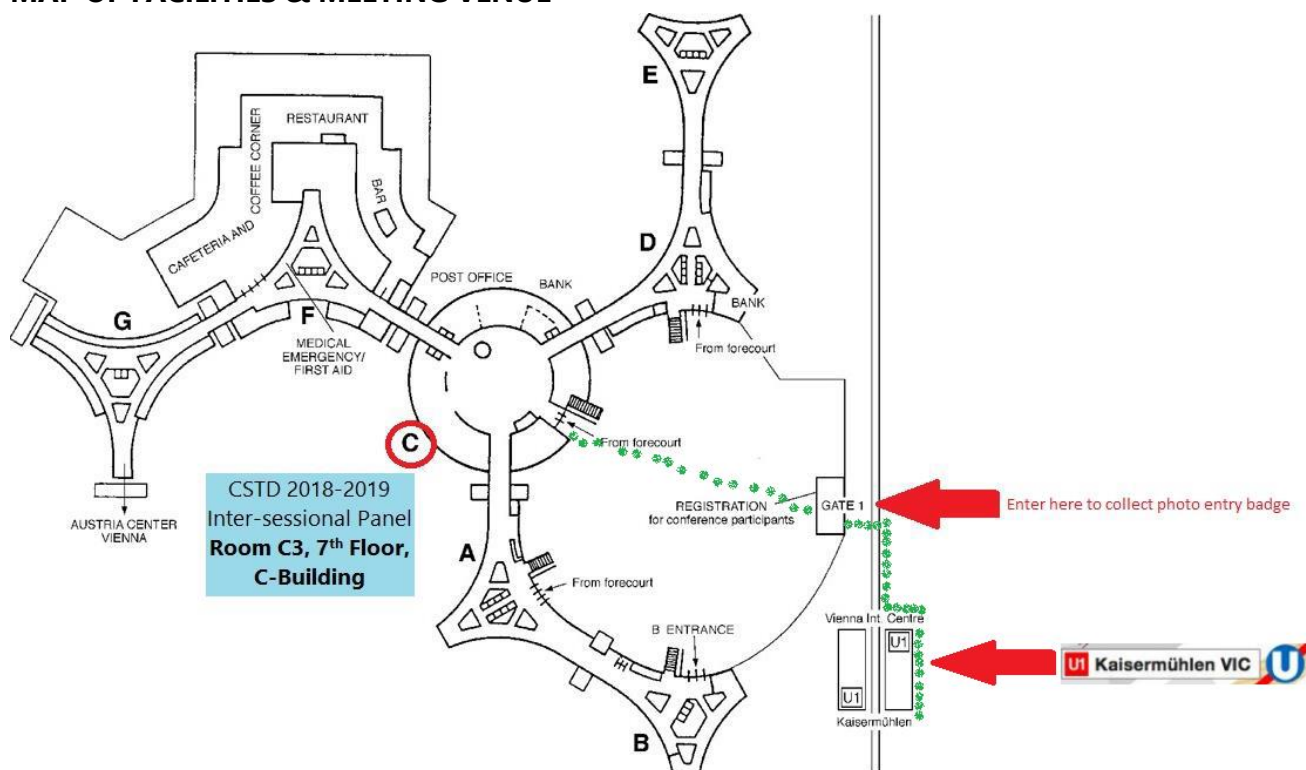 MAP OF FACILITIES & MEETING VENUE
E
RESTAURANT
COFFEE CORNER
BAR
CAFETERIA AND
D
POST OFFICE
BANK
BANK
G
F
MEDICAL
EMERGENCY/
FIRST AID
From forecourt
C
From forecourt
CSTD 2018-2019
Inter-sessional Panel
Room C3, 7th Floor,
C-Building
AUSTRIA CENTER
VIENNA
REGISTRATION
for conference participants
GATE 1
Enter here to collect photo entry badge
A
From forecourt
B ENTRANCE
Vienna Int. Centre
U1
U1
Kaisermühlen
U1 Kaisermühlen VIC U
B